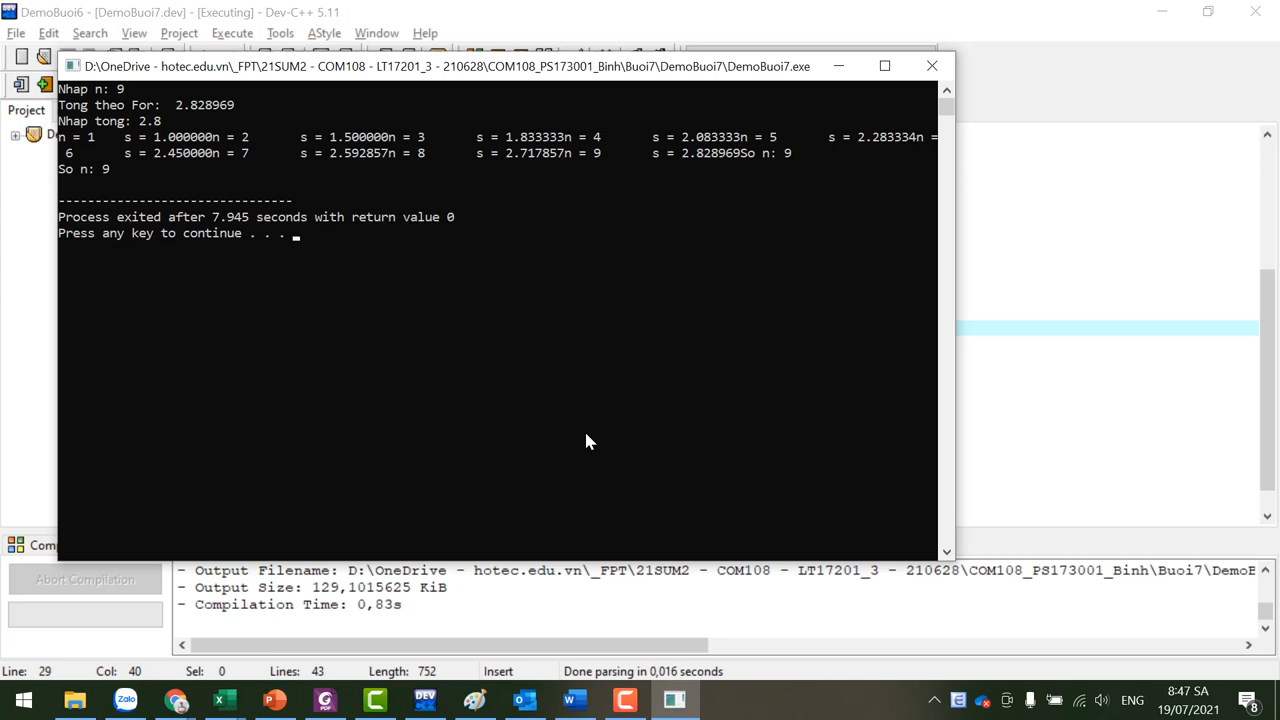 DemoBuoi6 - [DemoBuoi7.dev] - [Executing] - Dev-C++ 5.11
File Edit Search View Project Execute Tools AStyle Window Help
D:\OneDrive - hotec.edu.vn\_FPT\21SUM2 - COM108 - LT17201_3 - 210628\COM108_PS173001_Binh\Buoi7\DemoBuoi7\DemoBuoi7.exe
Project
Nhap n: 9
Tong theo For:  2.828969
Nhap tong: 2.8
n = 1    s = 1.000000n = 2       s = 1.500000n = 3       s = 1.833333n = 4       s = 2.083333n = 5       s = 2.283334n =
 6       s = 2.450000n = 7       s = 2.592857n = 8       s = 2.717857n = 9       s = 2.828969So n: 9
So n: 9
--------------------------------
Process exited after 7.945 seconds with return value 0
Press any key to continue . . .
Abort Compilation
- Output Filename: D:\OneDrive - hotec.edu.vn\_FPT\21SUM2 - COM108 - LT17201_3 - 210628\COM108_PS173001_Binh\Buoi7\DemoB
- Output Size: 129,1015625 KiB
- Compilation Time: 0,83s
Line: 29 Col: 40 Sel: 0 Lines: 43 Length: 752 Insert Done parsing in 0,016 seconds
Zalo PDF DEV ENG 8:47 SA
19/07/2021 8